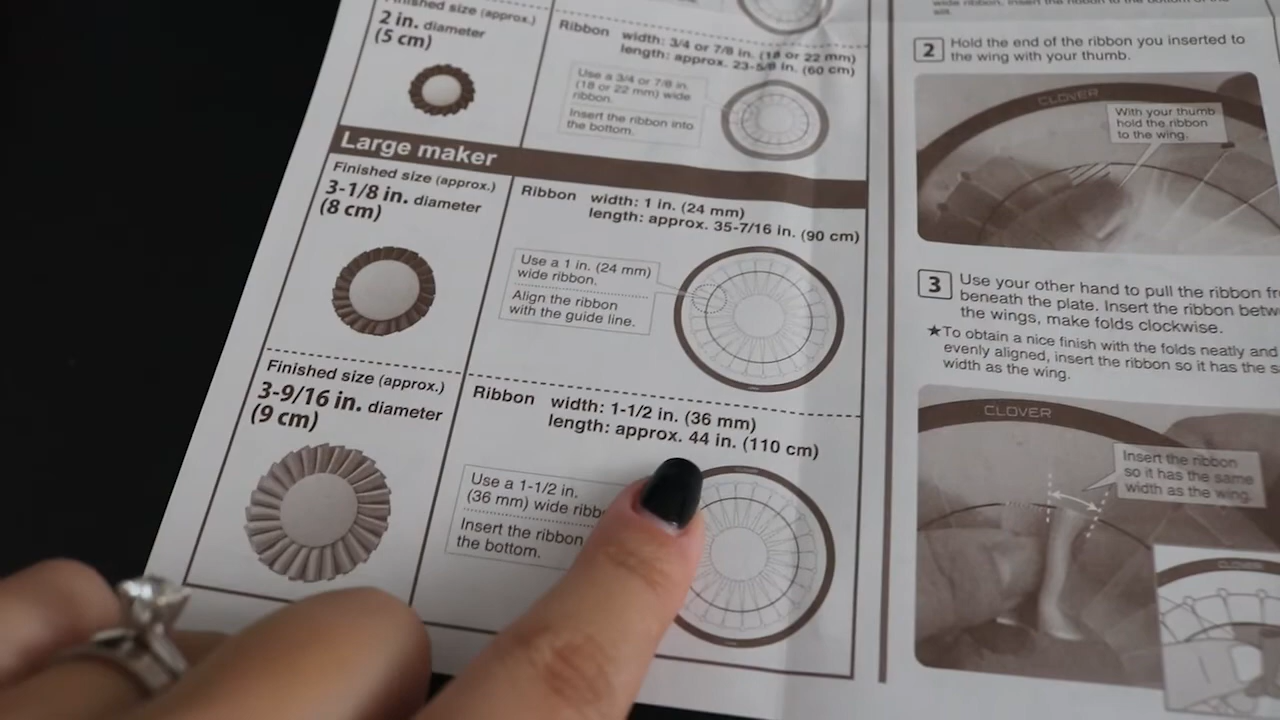 Finished size (approx.)
2 in. diameter
(5 cm)
Ribbon width: 3/4 or 7/8 in. (18 or 22 mm)
length: approx. 23-5/8 in. (60 cm)
Use a 3/4 or 7/8 in.
(18 or 22 mm) wide
ribbon.
Insert the ribbon into
the bottom.
Large maker
Finished size (approx.)
3-1/8 in. diameter
(8 cm)
Ribbon width: 1 in. (24 mm)
length: approx. 35-7/16 in. (90 cm)
Use a 1 in. (24 mm)
wide ribbon.
Align the ribbon
with the guide line.
Finished size (approx.)
3-9/16 in. diameter
(9 cm)
Ribbon width: 1-1/2 in. (36 mm)
length: approx. 44 in. (110 cm)
Use a 1-1/2 in.
(36 mm) wide ribb
Insert the ribbon
the bottom.
2 Hold the end of the ribbon you inserted to
the wing with your thumb.
CLOVER
With your thumb
hold the ribbon
to the wing.
3 Use your other hand to pull the ribbon fr
beneath the plate. Insert the ribbon betw
the wings, make folds clockwise.
★To obtain a nice finish with the folds neatly and
evenly aligned, insert the ribbon so it has the s
width as the wing.
CLOVER
Insert the ribbon
so it has the same
width as the wing.
CLOVER